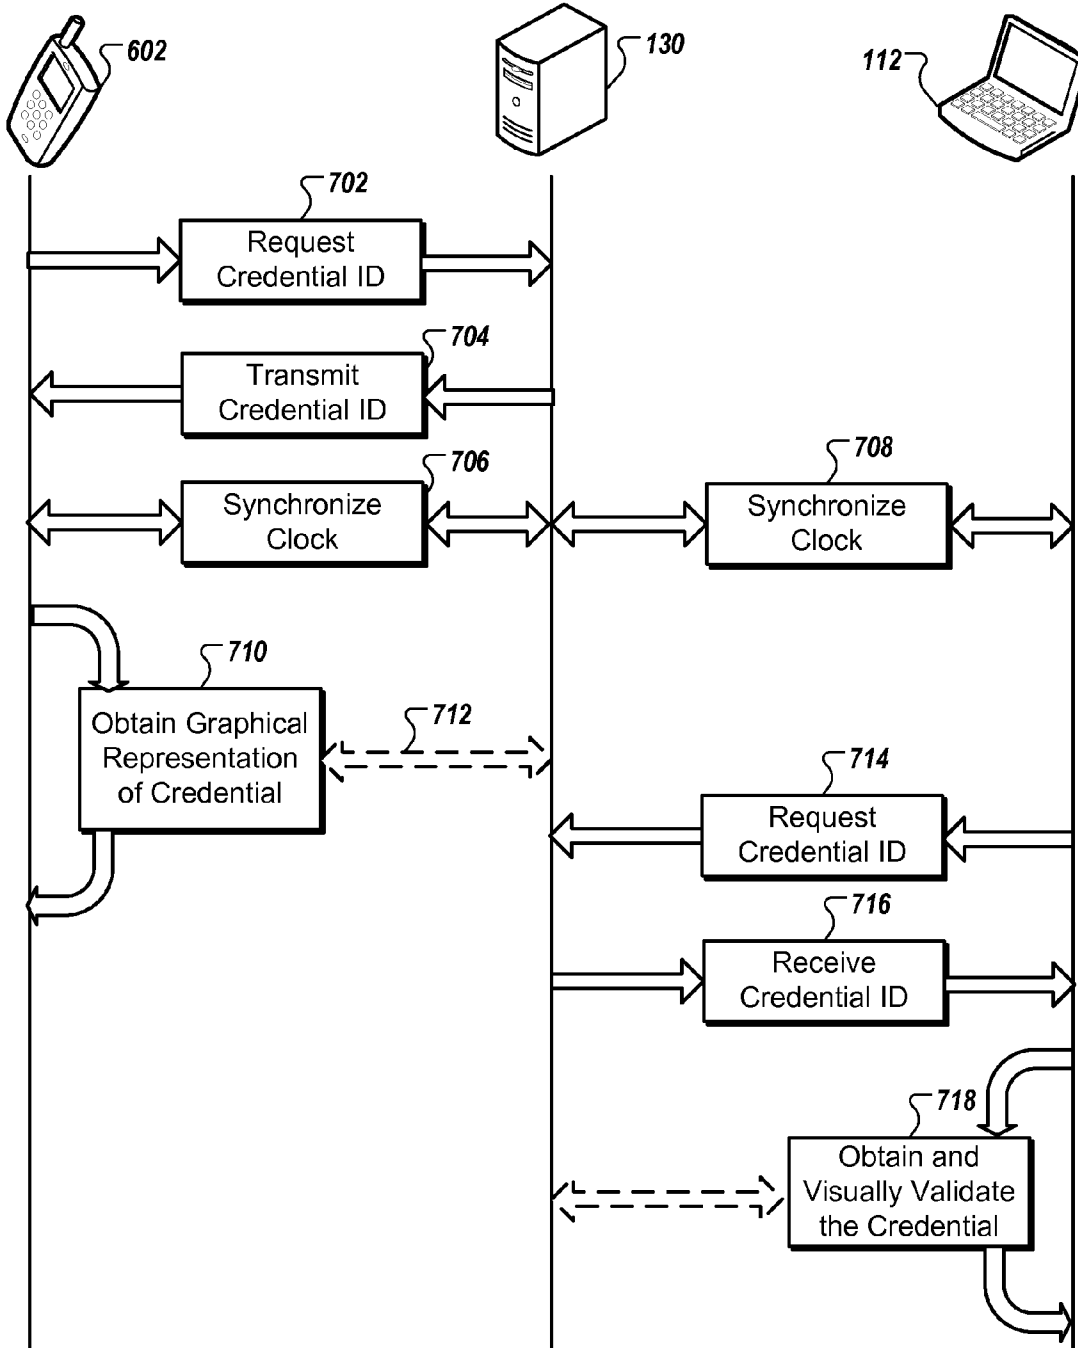 602
130
112
702
Request
Credential ID
704
Transmit
Credential ID
706
Synchronize
Clock
708
Synchronize
Clock
710
Obtain Graphical
Representation
of Credential
712
714
Request
Credential ID
716
Receive
Credential ID
718
Obtain and
Visually Validate
the Credential